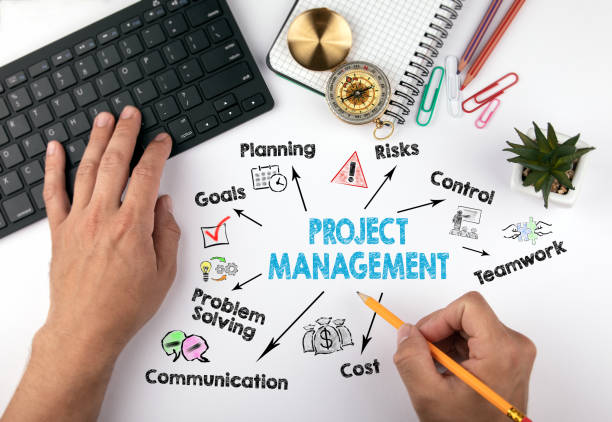 Planning
Risks
Goals
Control
PROJECT
MANAGEMENT
Teamwork
Problem
Solving
Communication
Cost